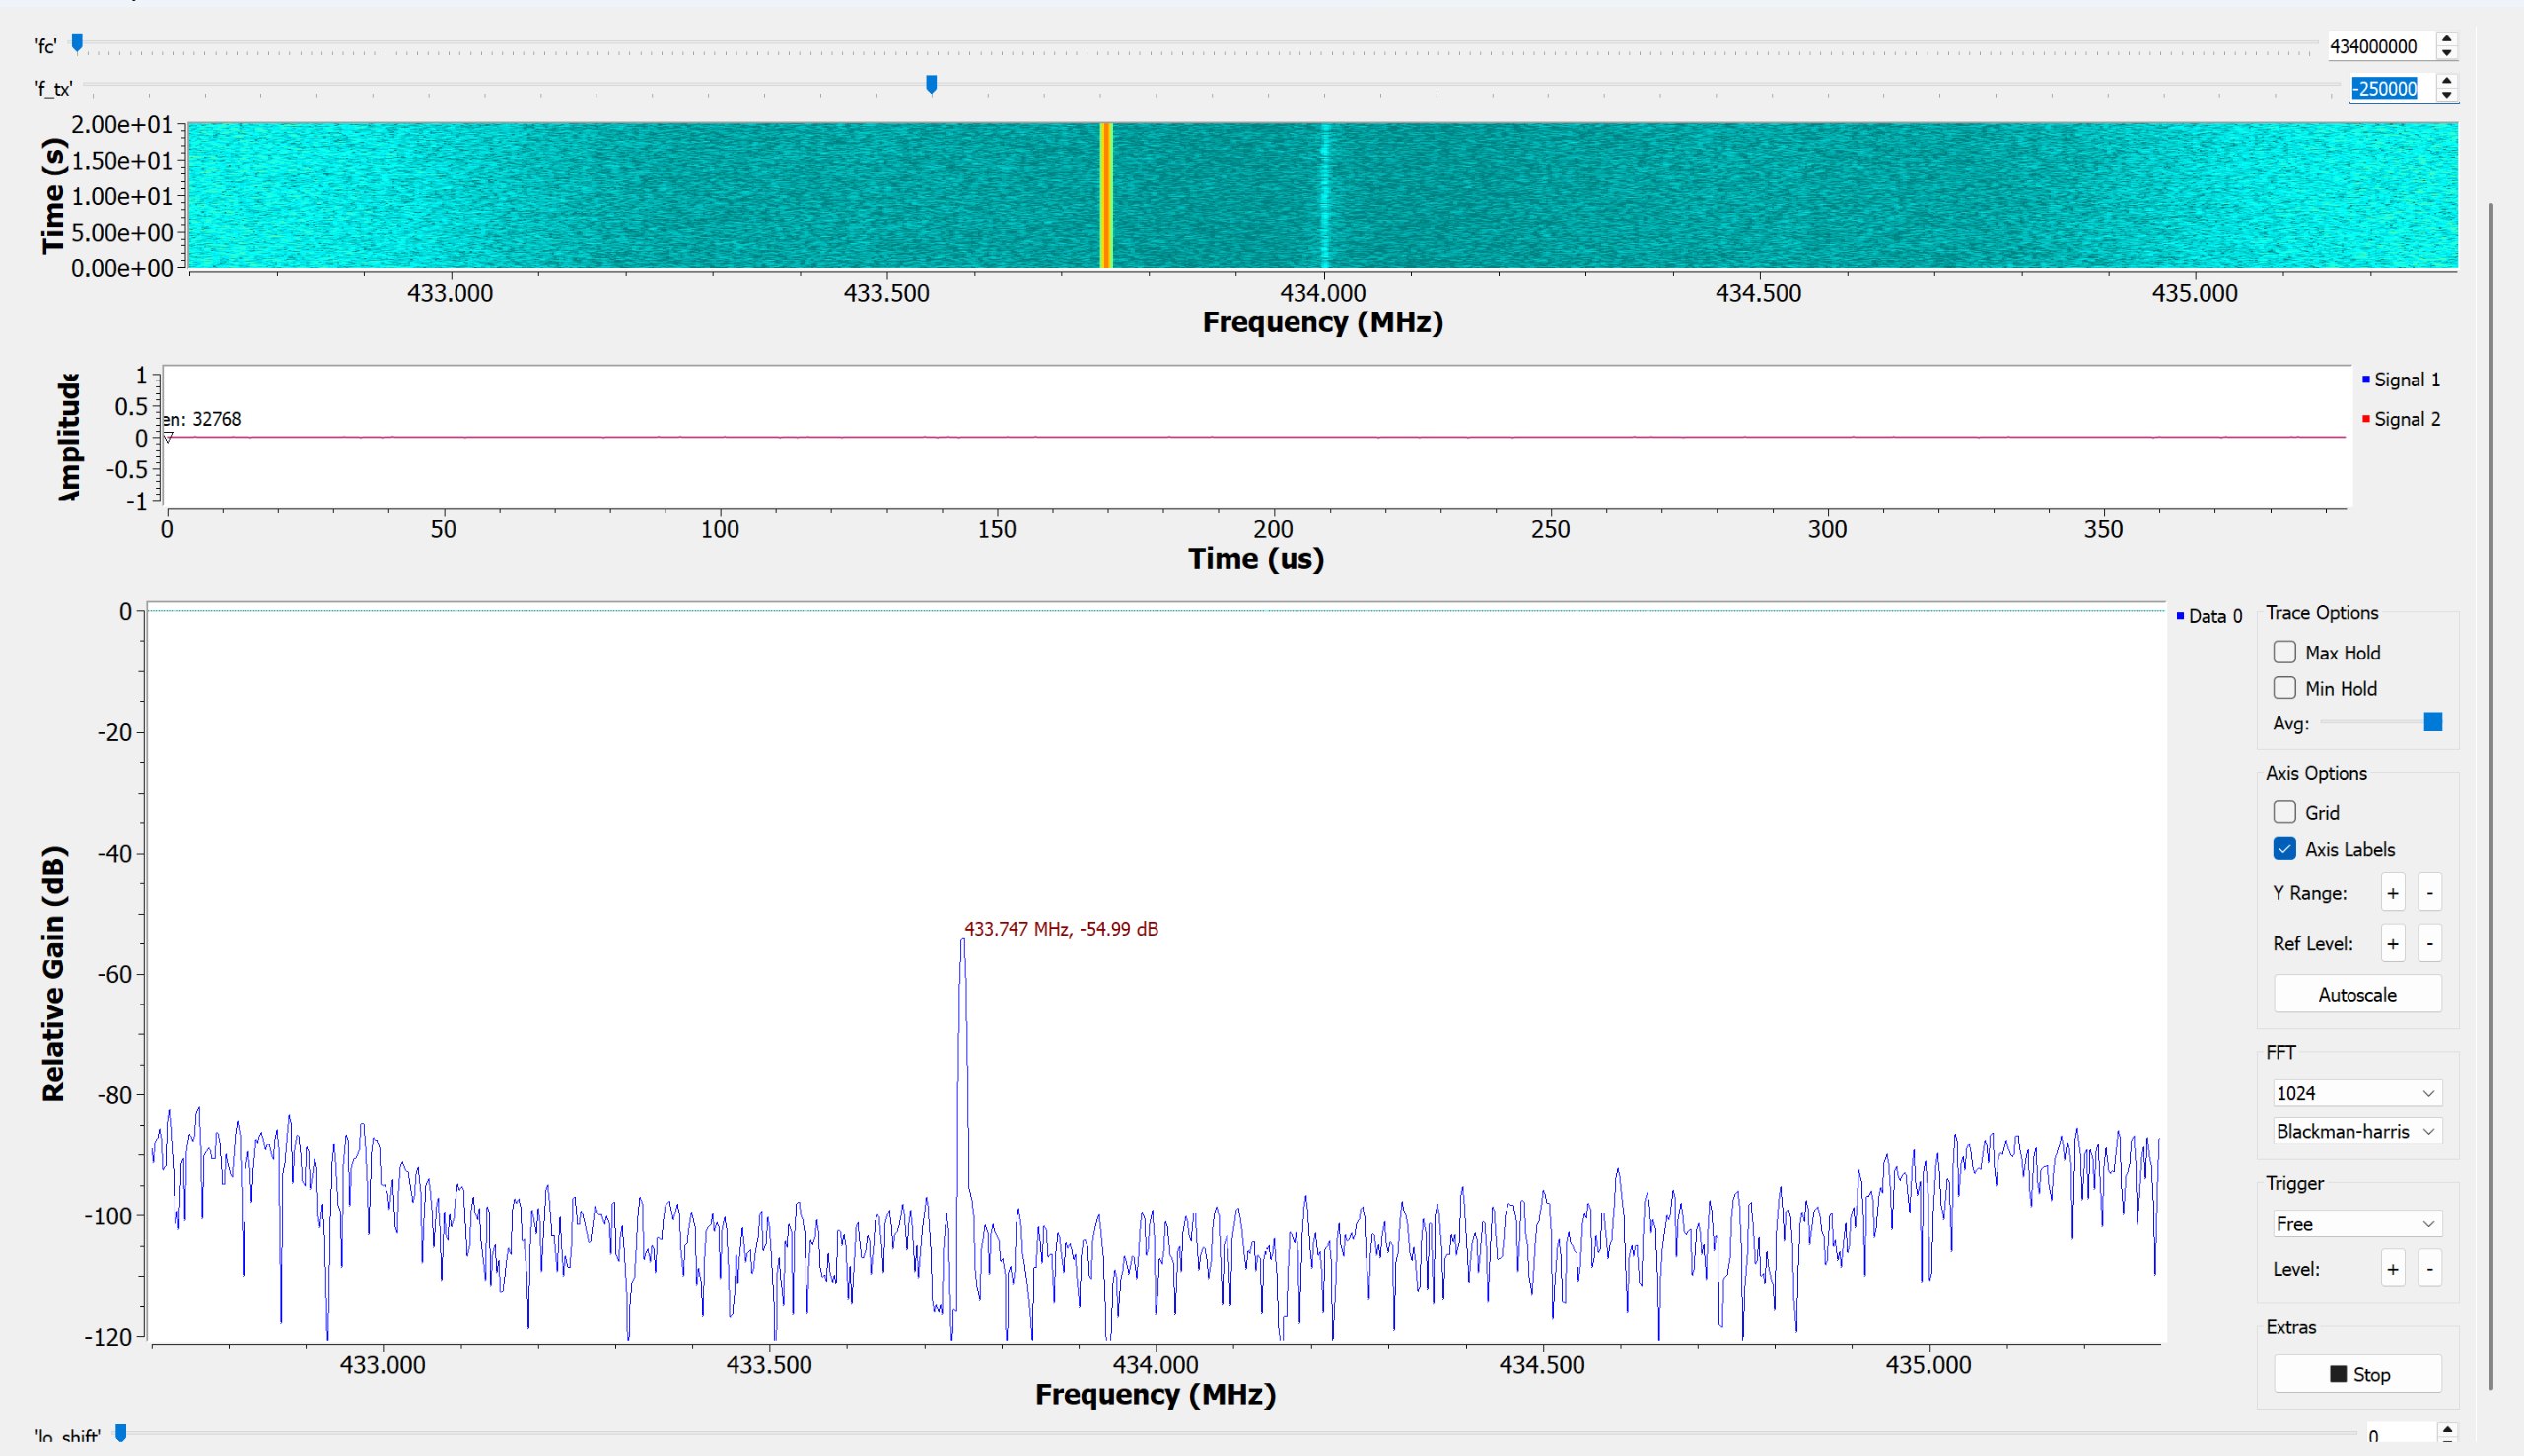 'fc' 434000000
'f_tx' -250000
Time (s)
2.00e+01
1.50e+01
1.00e+01
5.00e+00
0.00e+00
433.000 433.500 434.000 434.500 435.000
Frequency (MHz)
Amplitude
1
0.5
0
-0.5
-1
en: 32768
Signal 1
Signal 2
0 50 100 150 200 250 300 350
Time (us)
Relative Gain (dB)
0
-20
-40
-60
-80
-100
-120
433.747 MHz, -54.99 dB
Data 0
433.000 433.500 434.000 434.500 435.000
Frequency (MHz)
Trace Options
Max Hold
Min Hold
Avg:
Axis Options
Grid
Axis Labels
Y Range: + -
Ref Level: + -
Autoscale
FFT
1024
Blackman-harris
Trigger
Free
Level: + -
Extras
Stop
'lo_shift' 0